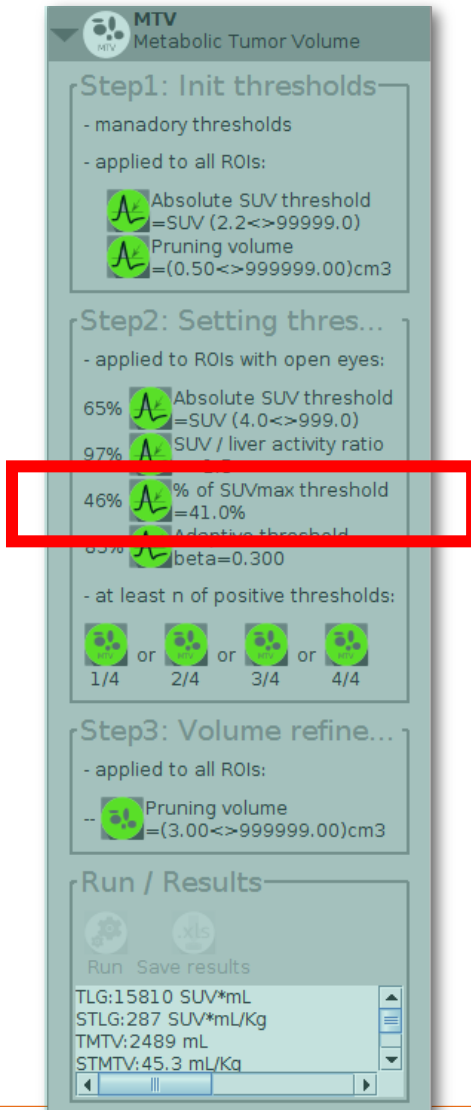 MTV
Metabolic Tumor Volume
MTV
Step1: Init thresholds
- manadory thresholds
- applied to all ROIs:
Absolute SUV threshold
=SUV (2.2<>99999.0)
Pruning volume
=(0.50<>999999.00)cm3
Step2: Setting thres...
- applied to ROIs with open eyes:
65% Absolute SUV threshold
=SUV (4.0<>999.0)
97% SUV / liver activity ratio
46% % of SUVmax threshold
=41.0%
Adaptive threshold
beta=0.300
- at least n of positive thresholds:
MTV or MTV or MTV or MTV
1/4 2/4 3/4 4/4
Step3: Volume refine...
- applied to all ROIs:
-- Pruning volume
=(3.00<>999999.00)cm3
Run / Results
.xls
Run Save results
TLG:15810 SUV*mL
STLG:287 SUV*mL/Kg
TMTV:2489 mL
STMTV:45.3 mL/Kg